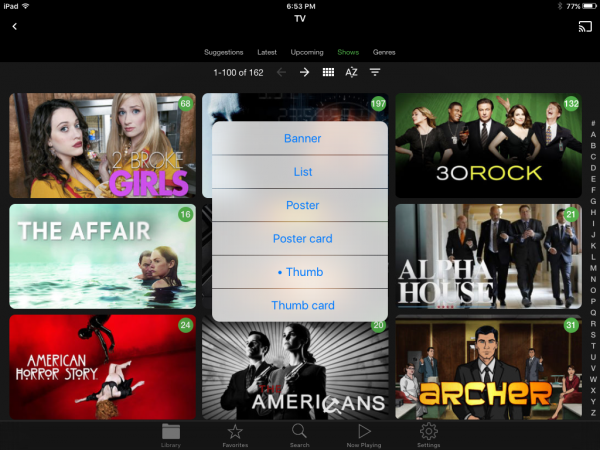 iPad
6:53 PM
77%
TV
Suggestions Latest Upcoming Shows Genres
1-100 of 162
AZ
68
197
132
2 BROKE
GIRLS
30ROCK
Banner
List
Poster
Poster card
• Thumb
Thumb card
16
21
THE AFFAIR
ALPHA
HOUSE
24
20
31
AMERICAN
HORROR STORY
THE
AMERICANS
ARCHER
#
A
B
C
D
E
F
G
H
I
J
K
L
M
N
O
P
Q
R
S
T
U
V
W
X
Y
Z
Library Favorites Search Now Playing Settings